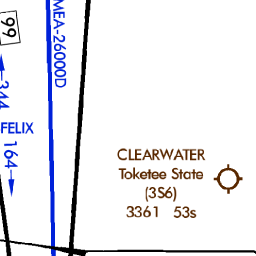 MEA-26000D
99
344
FELIX
164
CLEARWATER
Toketee State
(3S6)
3361 53s